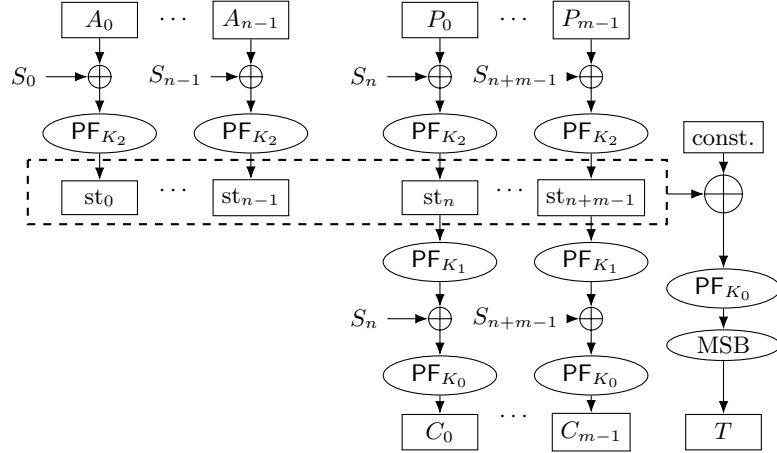 A_0 ⋯ A_{n−1} P_0 ⋯ P_{m−1}
S_0 S_{n−1} S_n S_{n+m−1}
PF_{K_2} PF_{K_2} PF_{K_2} PF_{K_2} const.
st_0 ⋯ st_{n−1} st_n ⋯ st_{n+m−1}
PF_{K_1} PF_{K_1} PF_{K_0}
S_n S_{n+m−1} MSB
PF_{K_0} PF_{K_0}
C_0 ⋯ C_{m−1} T